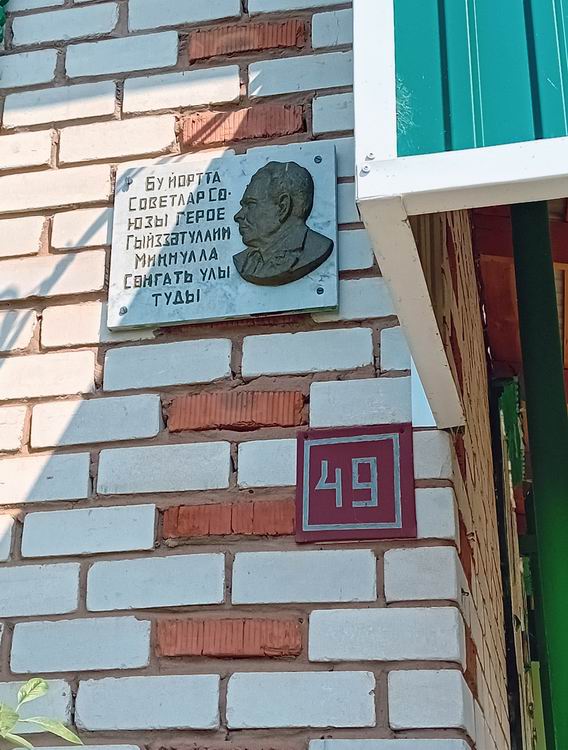 БУ ЙОРТТА
СОВЕТЛАР СО-
ЮЗЫ ГЕРОЕ
ГЫЙЗЗАТУЛЛИН
МИННУЛЛА
СӨНГАТЬ УЛЫ
ТУДЫ
49